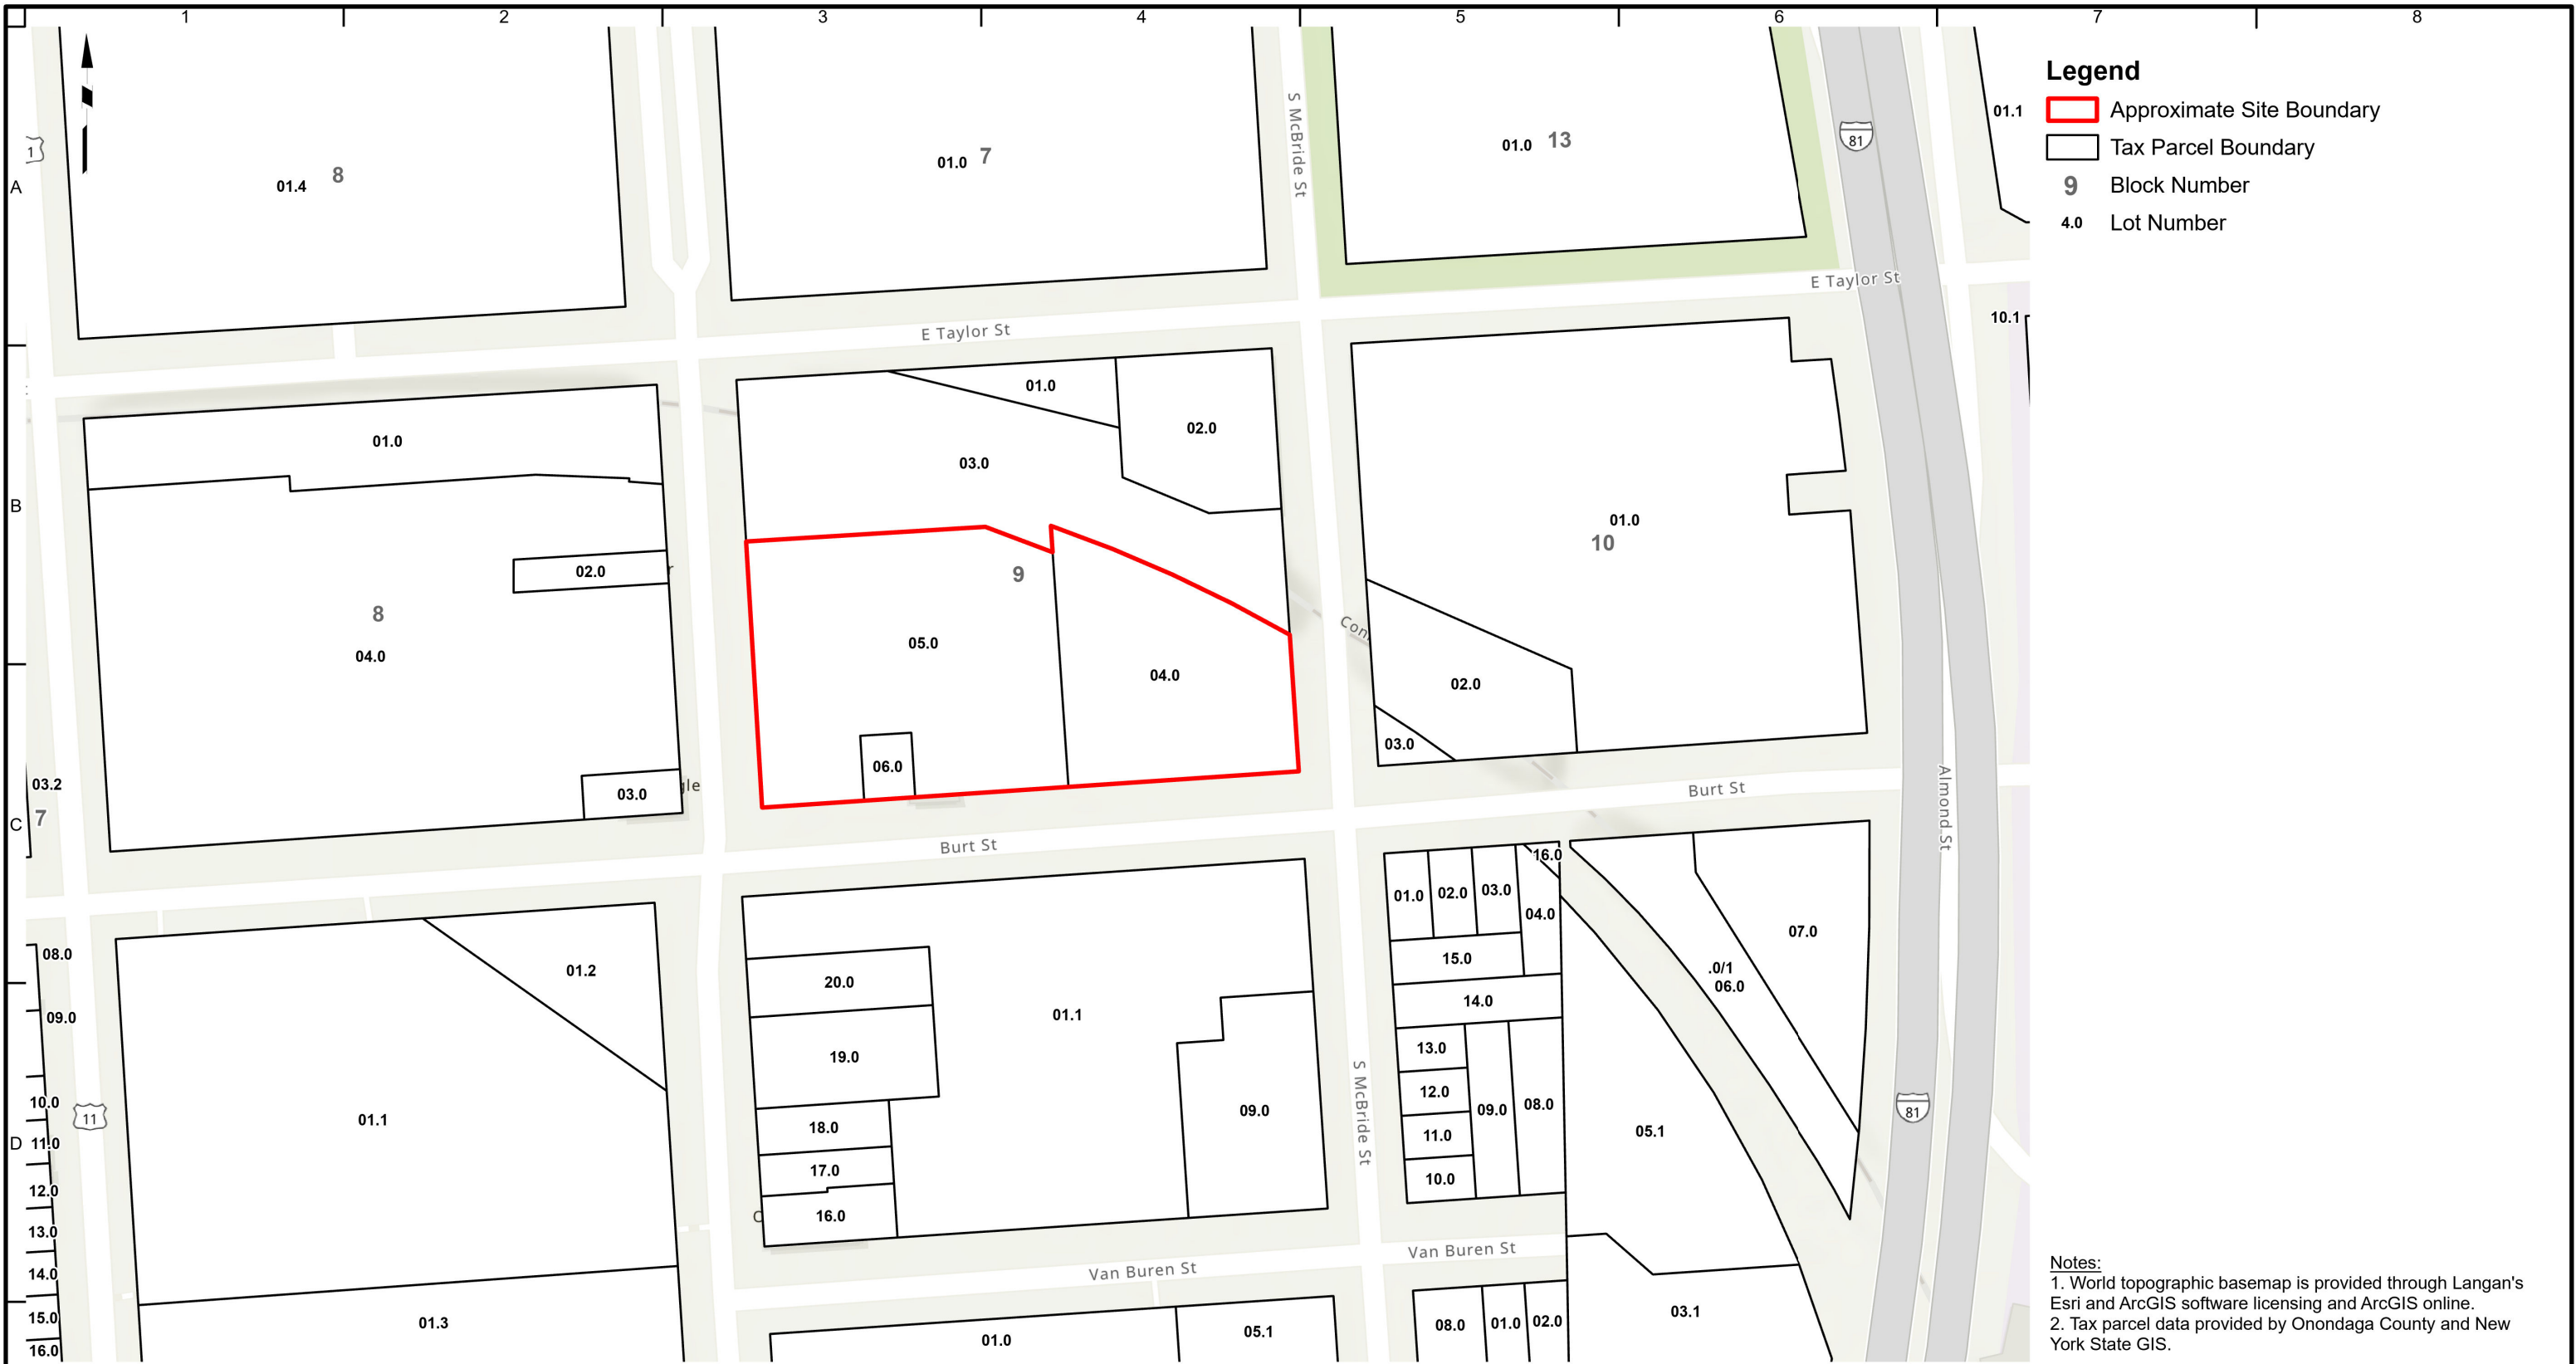 1 2 3 4 5 6 7 8
A
B
C
D
Legend
Approximate Site Boundary
Tax Parcel Boundary
9 Block Number
4.0 Lot Number
1
01.4 8
01.0 7
S McBride St
01.0 13
81
01.1
E Taylor St
E Taylor St
10.1
01.0
02.0
8
04.0
03.0
01.0
02.0
03.0
9
05.0
04.0
06.0
01.0
10
02.0
03.0
Con
gle
03.2
7
Burt St
Burt St
Almond St
08.0
09.0
10.0
11.0
12.0
13.0
14.0
15.0
16.0
11
01.2
01.1
01.3
20.0
19.0
18.0
17.0
16.0
01.1
09.0
S McBride St
01.0
02.0
03.0
04.0
16.0
15.0
14.0
13.0
12.0
11.0
10.0
09.0
08.0
07.0
.0/1
06.0
05.1
81
Van Buren St
Van Buren St
01.0
05.1
08.0
01.0
02.0
03.1
Notes:
1. World topographic basemap is provided through Langan's
Esri and ArcGIS software licensing and ArcGIS online.
2. Tax parcel data provided by Onondaga County and New
York State GIS.